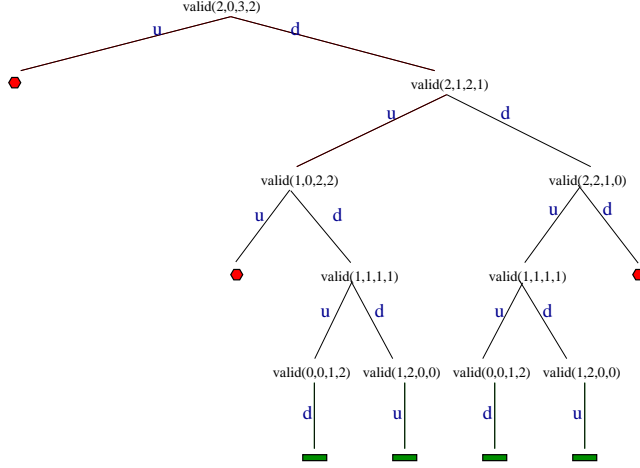 valid(2,0,3,2)
u d
valid(2,1,2,1)
u d
valid(1,0,2,2) valid(2,2,1,0)
u d u d
valid(1,1,1,1) valid(1,1,1,1)
u d u d
valid(0,0,1,2) valid(1,2,0,0) valid(0,0,1,2) valid(1,2,0,0)
d u d u